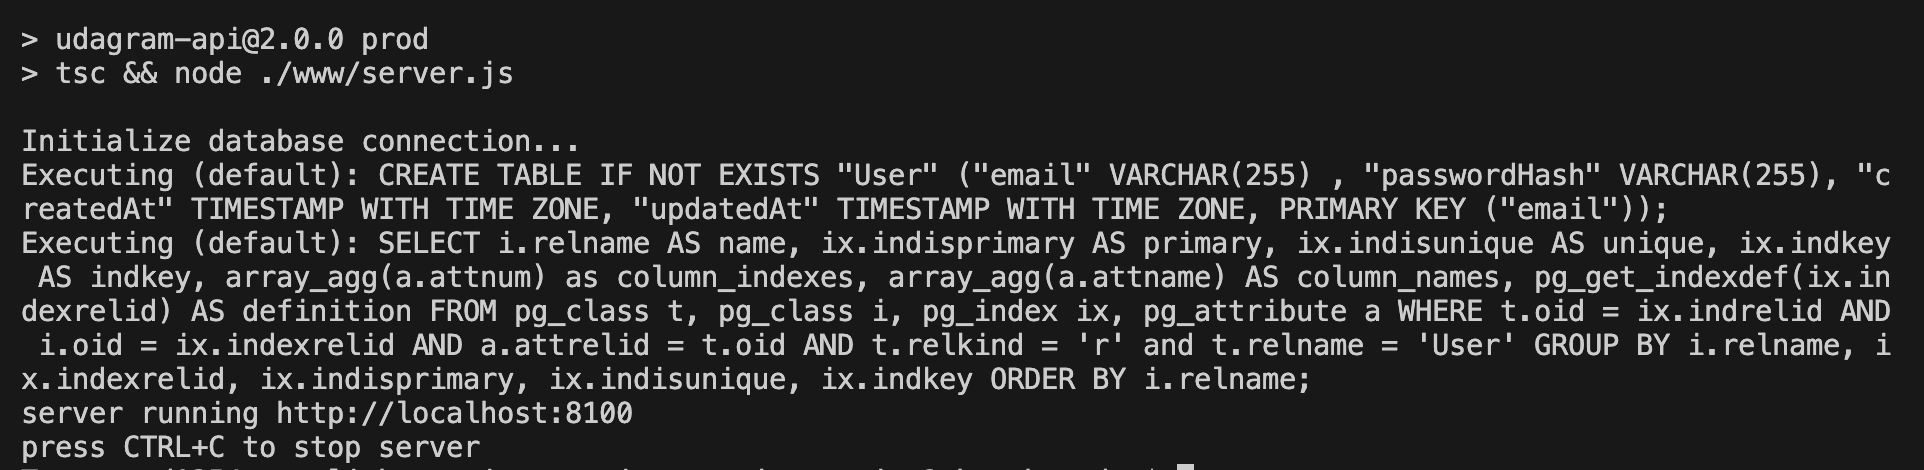 > udagram-api@2.0.0 prod
> tsc && node ./www/server.js
Initialize database connection...
Executing (default): CREATE TABLE IF NOT EXISTS "User" ("email" VARCHAR(255) , "passwordHash" VARCHAR(255), "c
reatedAt" TIMESTAMP WITH TIME ZONE, "updatedAt" TIMESTAMP WITH TIME ZONE, PRIMARY KEY ("email"));
Executing (default): SELECT i.relname AS name, ix.indisprimary AS primary, ix.indisunique AS unique, ix.indkey
 AS indkey, array_agg(a.attnum) as column_indexes, array_agg(a.attname) AS column_names, pg_get_indexdef(ix.in
dexrelid) AS definition FROM pg_class t, pg_class i, pg_index ix, pg_attribute a WHERE t.oid = ix.indrelid AND
 i.oid = ix.indexrelid AND a.attrelid = t.oid AND t.relkind = 'r' and t.relname = 'User' GROUP BY i.relname, i
x.indexrelid, ix.indisprimary, ix.indisunique, ix.indkey ORDER BY i.relname;
server running http://localhost:8100
press CTRL+C to stop server